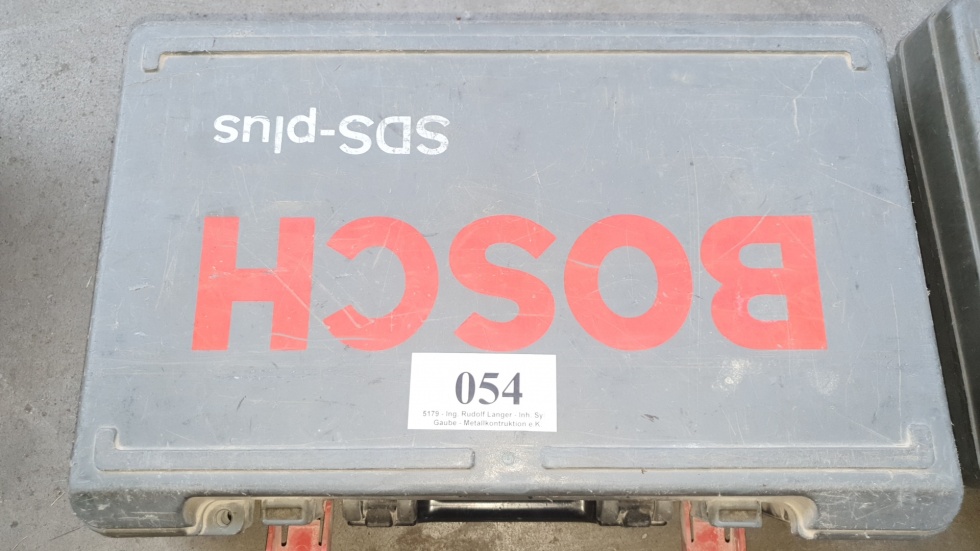 SDS-plus
BOSCH
054
5179 - Ing. Rudolf Langer - Inh. Sy
Gaube - Metallkontruktion e.K.